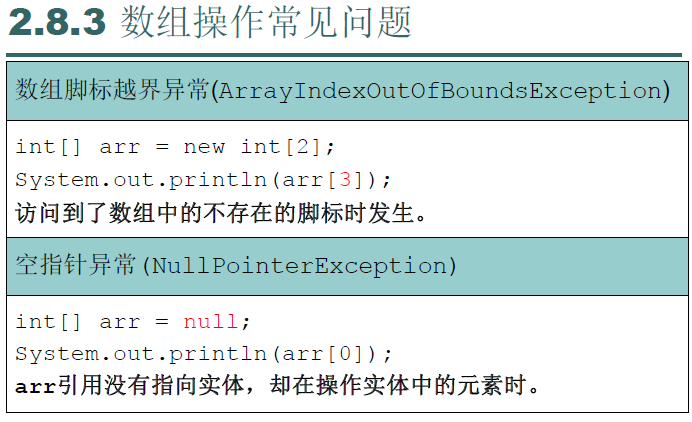 2.8.3 数组操作常见问题
数组脚标越界异常(ArrayIndexOutOfBoundsException)
int[] arr = new int[2];
System.out.println(arr[3]);
访问到了数组中的不存在的脚标时发生。
空指针异常(NullPointerException)
int[] arr = null;
System.out.println(arr[0]);
arr引用没有指向实体，却在操作实体中的元素时。